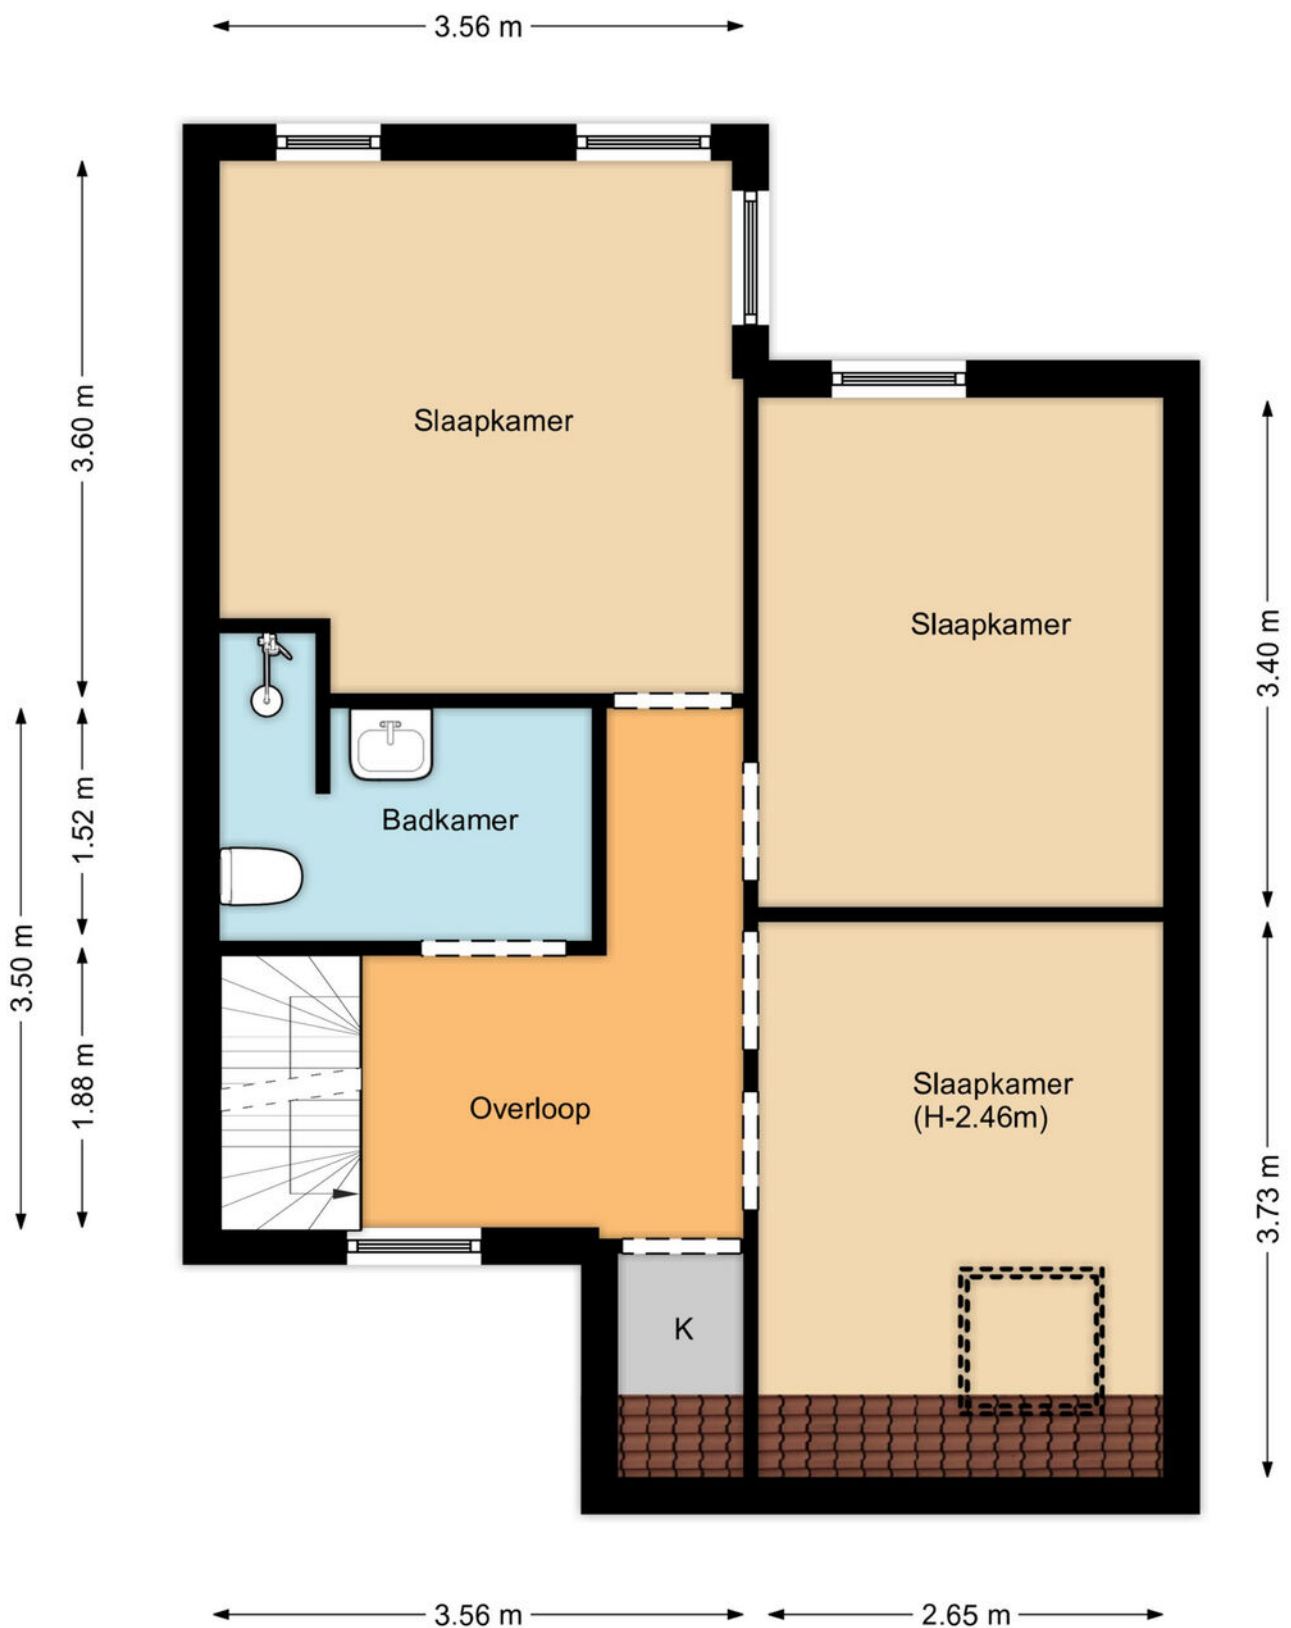 3.56 m
3.60 m
Slaapkamer
Slaapkamer
3.40 m
1.52 m
Badkamer
3.50 m
1.88 m
Overloop
Slaapkamer
(H-2.46m)
3.73 m
K
3.56 m
2.65 m